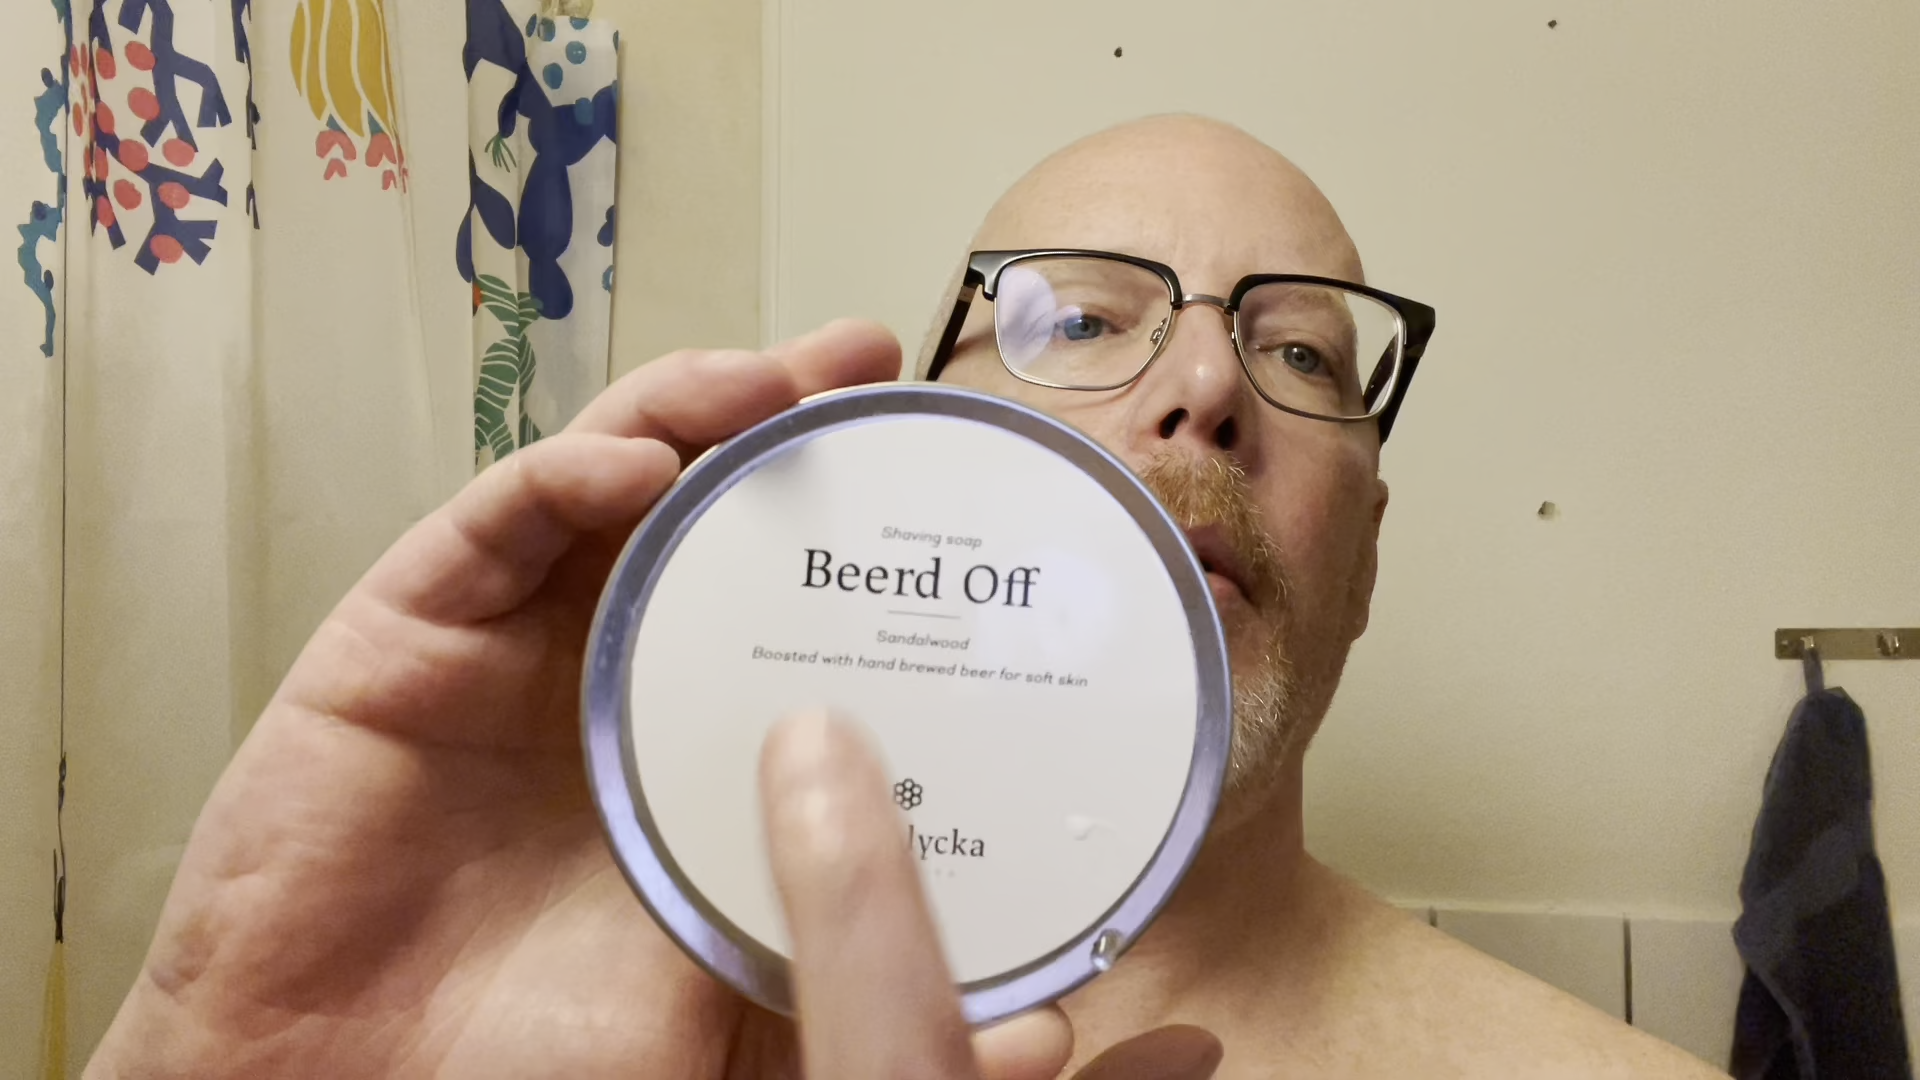 Shaving soap
Beerd Off
Sandalwood
Boosted with hand brewed beer for soft skin
lycka